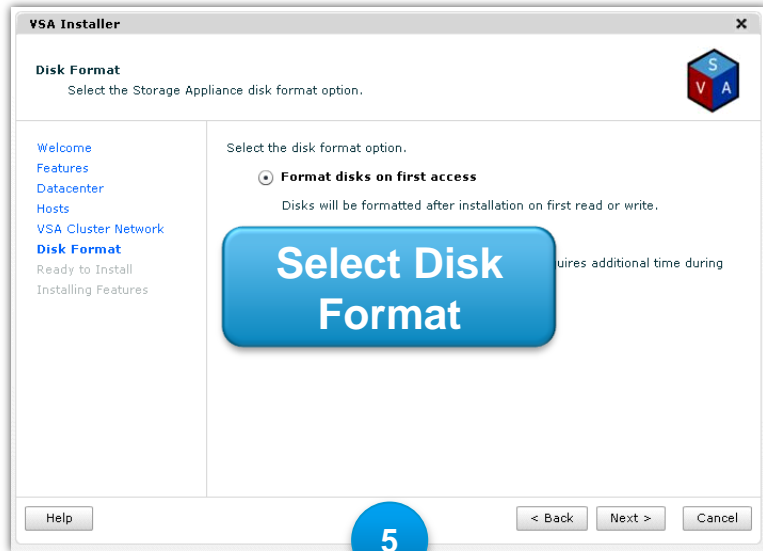 VSA Installer
Disk Format
Select the Storage Appliance disk format option.
S
V A
Welcome
Features
Datacenter
Hosts
VSA Cluster Network
Disk Format
Ready to Install
Installing Features
Select the disk format option.
Format disks on first access
Disks will be formatted after installation on first read or write.
additional time during
Select Disk
Format
Help
< Back
Next >
Cancel
5